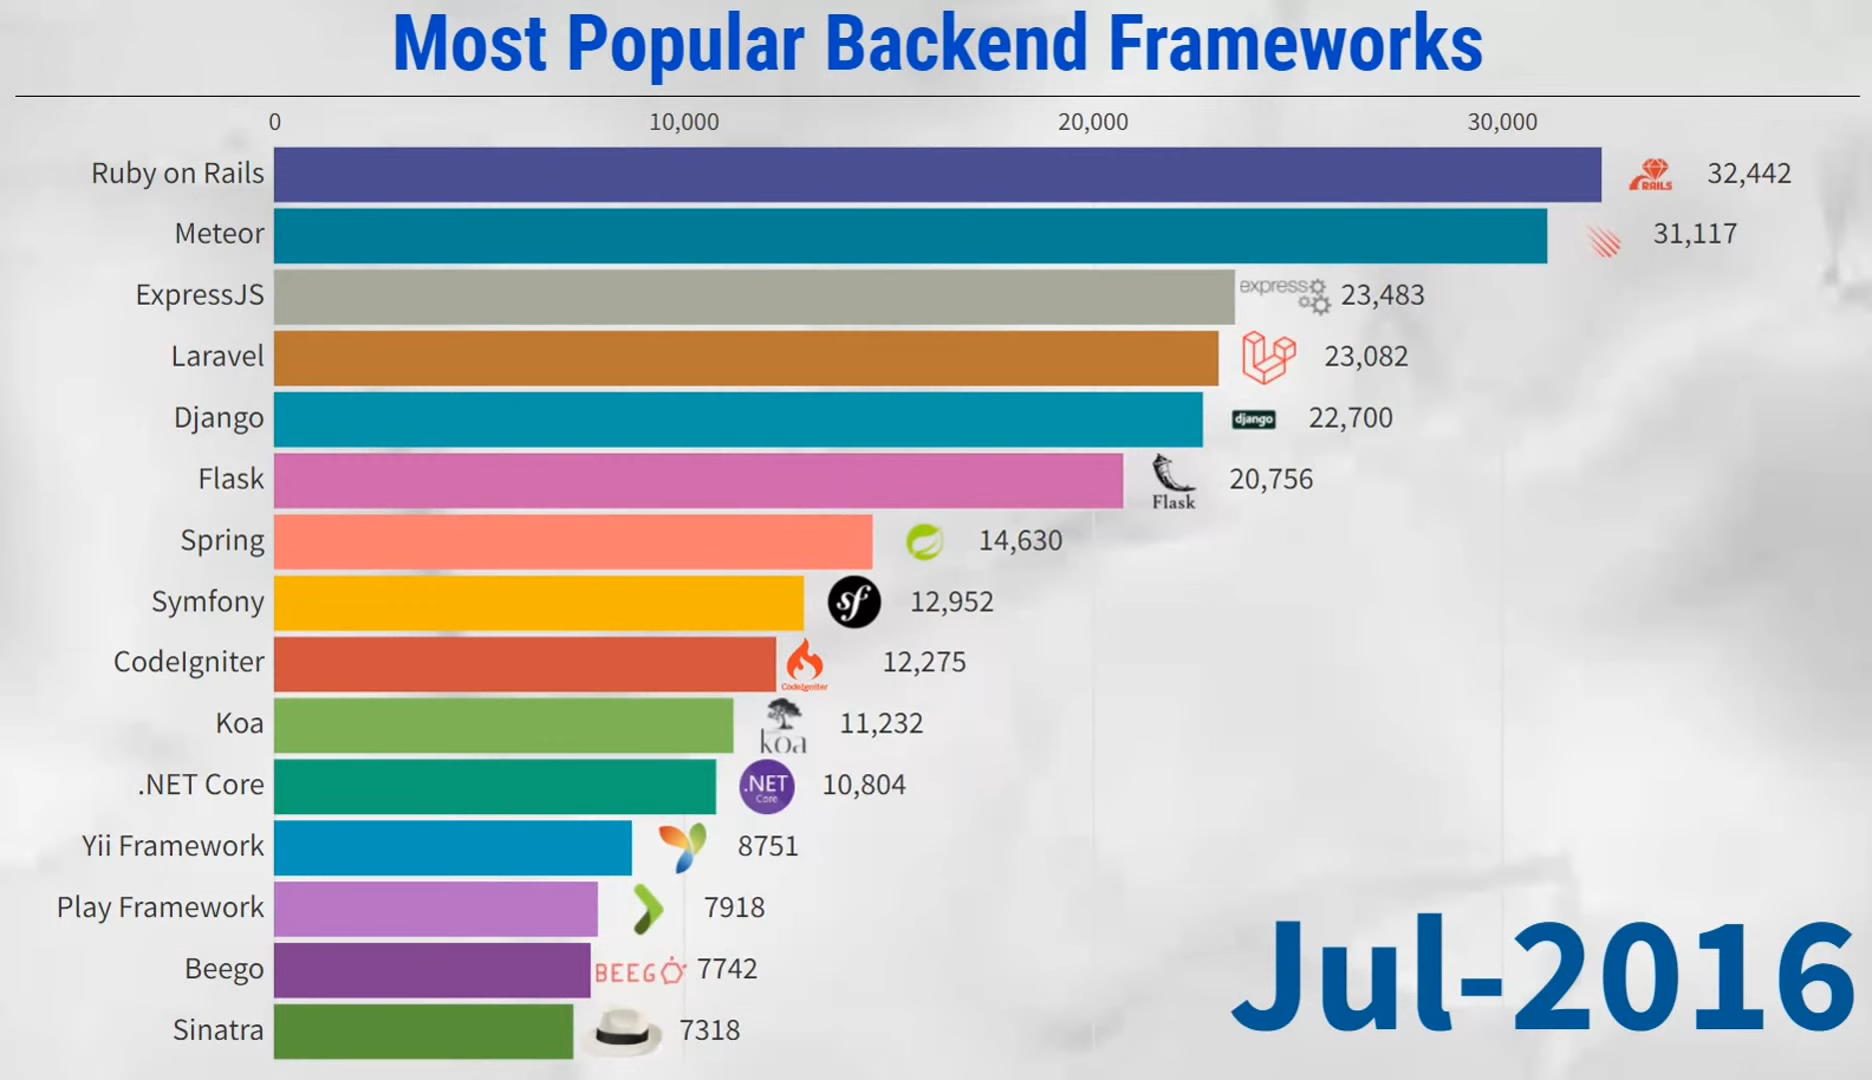 Most Popular Backend Frameworks
0 10,000 20,000 30,000
Ruby on Rails RAILS 32,442
Meteor 31,117
ExpressJS express 23,483
Laravel 23,082
Django django 22,700
Flask Flask 20,756
Spring 14,630
Symfony sf 12,952
CodeIgniter CodeIgniter 12,275
Koa koa 11,232
.NET Core .NET Core 10,804
Yii Framework 8751
Play Framework 7918
Beego BEEGO 7742
Sinatra 7318
Jul-2016